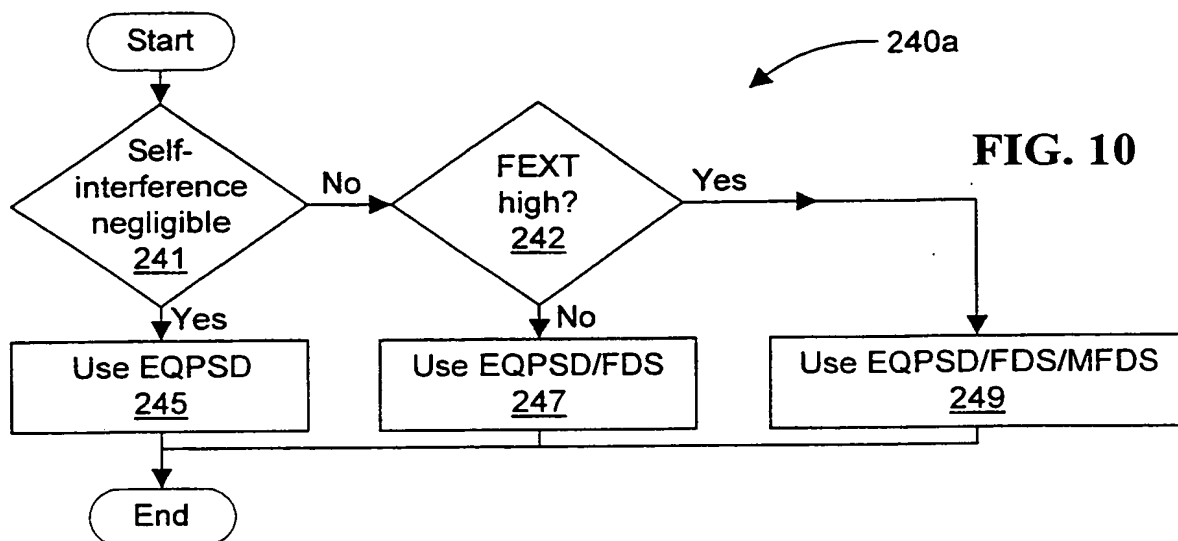 Start
240a
FIG. 10
Self-
interference
negligible
241
No
FEXT
high?
242
Yes
Yes
No
Use EQPSD
245
Use EQPSD/FDS
247
Use EQPSD/FDS/MFDS
249
End